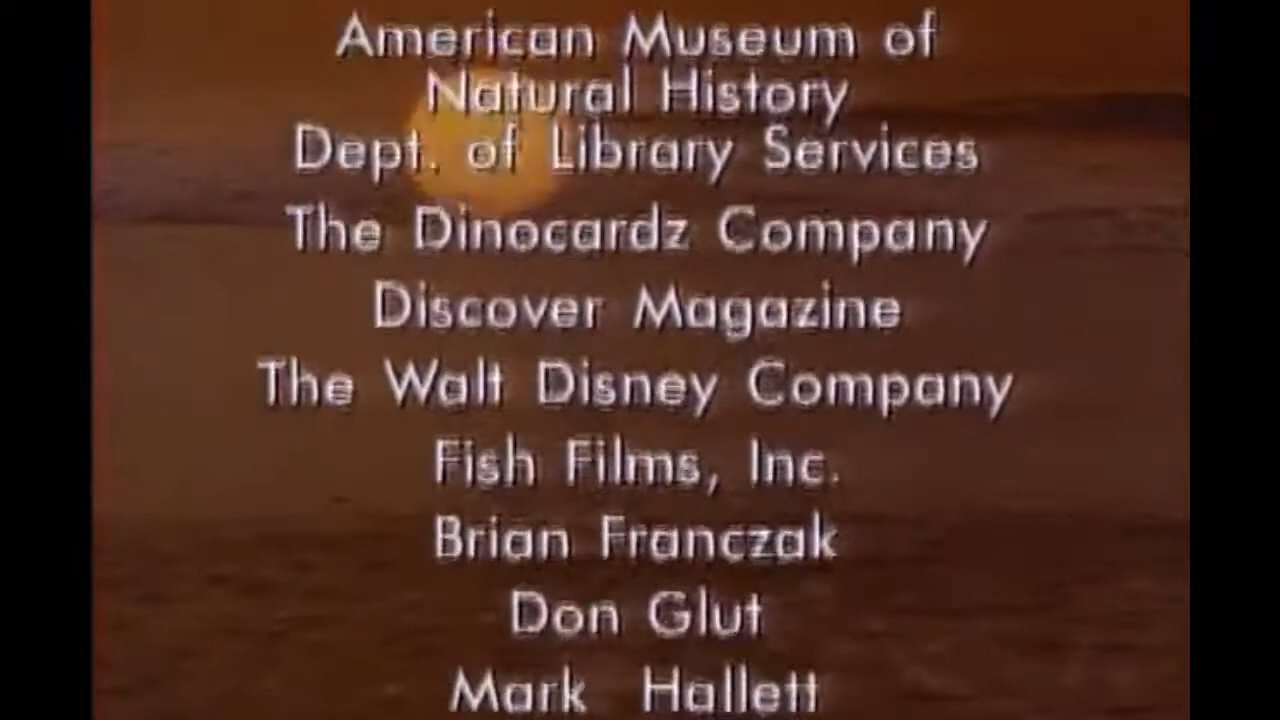 American Museum of
Natural History
Dept. of Library Services
The Dinocardz Company
Discover Magazine
The Walt Disney Company
Fish Films, Inc.
Brian Franczak
Don Glut
Mark Hallett